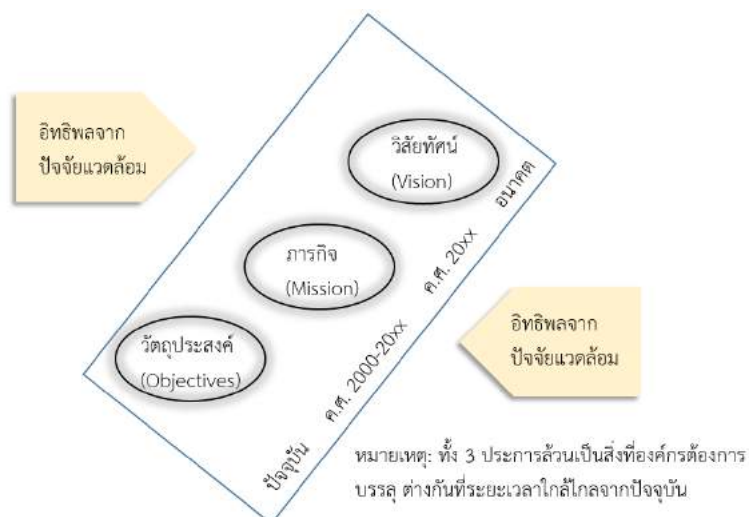 อิทธิพลจาก
ปัจจัยแวดล้อม
วิสัยทัศน์
(Vision)
อนาคต
ภารกิจ
(Mission)
ค.ศ. 20xx
วัตถุประสงค์
(Objectives)
ค.ศ. 2000-20xx
ปัจจุบัน
อิทธิพลจาก
ปัจจัยแวดล้อม
หมายเหตุ: ทั้ง 3 ประการล้วนเป็นสิ่งที่องค์กรต้องการ
บรรลุ ต่างกันที่ระยะเวลาใกล้ไกลจากปัจจุบัน